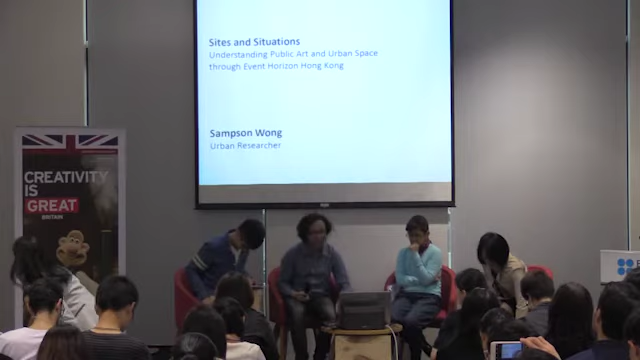 Sites and Situations
Understanding Public Art and Urban Space
through Event Horizon Hong Kong
Sampson Wong
Urban Researcher
CREATIVITY
IS
GREAT
BRITAIN